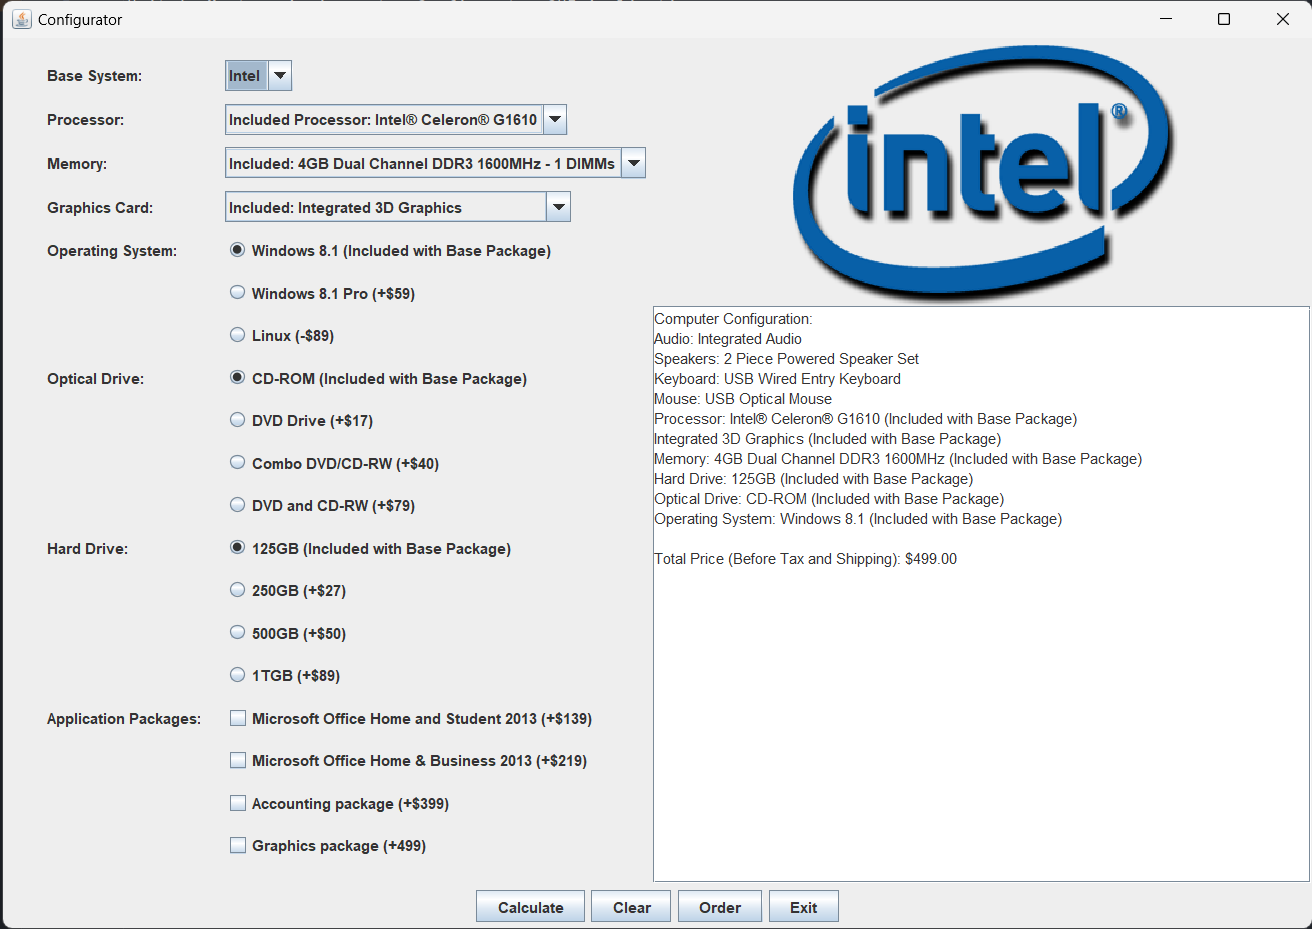 Configurator
Base System: Intel
Processor: Included Processor: Intel® Celeron® G1610
Memory: Included: 4GB Dual Channel DDR3 1600MHz - 1 DIMMs
Graphics Card: Included: Integrated 3D Graphics
Operating System: Windows 8.1 (Included with Base Package)
Windows 8.1 Pro (+$59)
Linux (-$89)
Optical Drive: CD-ROM (Included with Base Package)
DVD Drive (+$17)
Combo DVD/CD-RW (+$40)
DVD and CD-RW (+$79)
Hard Drive: 125GB (Included with Base Package)
250GB (+$27)
500GB (+$50)
1TGB (+$89)
Application Packages: Microsoft Office Home and Student 2013 (+$139)
Microsoft Office Home & Business 2013 (+$219)
Accounting package (+$399)
Graphics package (+499)
intel®
Computer Configuration:
Audio: Integrated Audio
Speakers: 2 Piece Powered Speaker Set
Keyboard: USB Wired Entry Keyboard
Mouse: USB Optical Mouse
Processor: Intel® Celeron® G1610 (Included with Base Package)
Integrated 3D Graphics (Included with Base Package)
Memory: 4GB Dual Channel DDR3 1600MHz (Included with Base Package)
Hard Drive: 125GB (Included with Base Package)
Optical Drive: CD-ROM (Included with Base Package)
Operating System: Windows 8.1 (Included with Base Package)
Total Price (Before Tax and Shipping): $499.00
Calculate Clear Order Exit